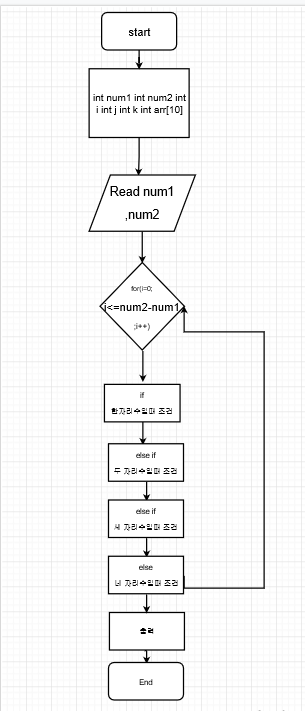 start
int num1 int num2 int
i int j int k int arr[10]
Read num1
,num2
for(i=0;
i<=num2-num1
;i++)
if
한자리수일때 조건
else if
두 자리수일때 조건
else if
세 자리수일때 조건
else
네 자리수일때 조건
출력
End